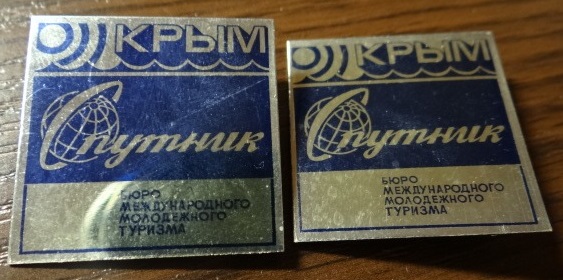 КРЫМ
Спутник
БЮРО
МЕЖДУНАРОДНОГО
МОЛОДЕЖНОГО
ТУРИЗМА
КРЫМ
Спутник
БЮРО
МЕЖДУНАРОДНОГО
МОЛОДЕЖНОГО
ТУРИЗМА